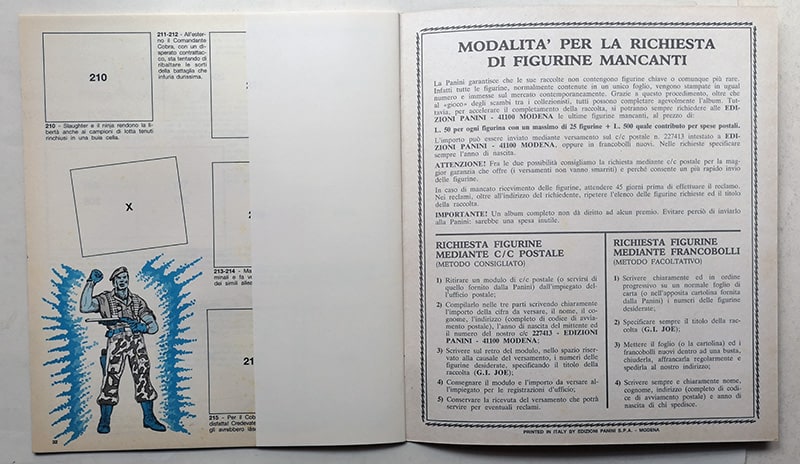 211-212 - All'ester-
no il Comandante
Cobra, con un di-
sperato contrattac-
co, sta tentando di
ribaltare le sorti
della battaglia che
infuria durissima.
210
210 - Slaughter e il ninja rendono la li-
bertà anche ai campioni di lotta tenuti
rinchiusi in una buia cella.
X
213-214 - Ma
minali e fa v
dei simili alle
215 - Per il Cob
disfatta! Credevate
gli avrebbero
32
MODALITA' PER LA RICHIESTA
DI FIGURINE MANCANTI
La Panini garantisce che le sue raccolte non contengono figurine chiave o comunque più rare.
Infatti tutte le figurine, normalmente contenute in un unico foglio, vengono stampate in ugual
numero e immesse sul mercato contemporaneamente. Grazie a questo procedimento, oltre che
al «gioco» degli scambi tra i collezionisti, tutti possono completare agevolmente l'album. Tut-
tavia, per accelerare il completamento della raccolta, si potranno sempre richiedere alle EDI-
ZIONI PANINI - 41100 MODENA le ultime figurine mancanti, al prezzo di:
L. 50 per ogni figurina con un massimo di 25 figurine + L. 500 quale contributo per spese postali.
L'importo può essere inviato mediante versamento sul c/c postale n. 227413 intestato a EDI-
ZIONI PANINI - 41100 MODENA, oppure in francobolli nuovi. Nelle richieste specificare
sempre l'anno di nascita.
ATTENZIONE! Fra le due possibilità consigliamo la richiesta mediante c/c postale per la mag-
gior garanzia che offre (i versamenti non vanno smarriti) e perché consente un più rapido invio
delle figurine.
In caso di mancato ricevimento delle figurine, attendere 45 giorni prima di effettuare il reclamo.
Nei reclami, oltre all'indirizzo del richiedente, ripetere l'elenco delle figurine richieste ed il titolo
della raccolta.
IMPORTANTE! Un album completo non dà diritto ad alcun premio. Evitare perciò di inviarlo
alla Panini: sarebbe una spesa inutile.
RICHIESTA FIGURINE
MEDIANTE C/C POSTALE
(METODO CONSIGLIATO)
1) Ritirare un modulo di c/c postale (o servirsi di
quello fornito dalla Panini) dall'impiegato del-
l'ufficio postale;
2) Compilarlo nelle tre parti scrivendo chiaramente
l'importo della cifra da versare, il nome, il co-
gnome, l'indirizzo (completo di codice di avvia-
mento postale), l'anno di nascita del mittente ed
il numero del nostro c/c 227413 - EDIZIONI
PANINI - 41100 MODENA;
3) Scrivere sul retro del modulo, nello spazio riser-
vato alla causale del versamento, i numeri delle
figurine desiderate, specificando il titolo della
raccolta (G.I. JOE);
4) Consegnare il modulo e l'importo da versare al-
l'impiegato per le registrazioni d'ufficio;
5) Conservare la ricevuta del versamento che potrà
servire per eventuali reclami.
RICHIESTA FIGURINE
MEDIANTE FRANCOBOLLI
(METODO FACOLTATIVO)
1) Scrivere chiaramente ed in ordine
progressivo su un normale foglio di
carta (o nell'apposita cartolina fornita
dalla Panini) i numeri delle figurine
desiderate;
2) Specificare sempre il titolo della rac-
colta (G.I. JOE);
3) Mettere il foglio (o la cartolina) ed i
francobolli nuovi dentro ad una busta,
chiuderla, affrancarla regolarmente e
spedirla al nostro indirizzo;
4) Scrivere sempre e chiaramente nome,
cognome, indirizzo (completo di codi-
ce di avviamento postale) e anno di
nascita di chi spedisce.
PRINTED IN ITALY BY EDIZIONI PANINI S.P.A. - MODENA